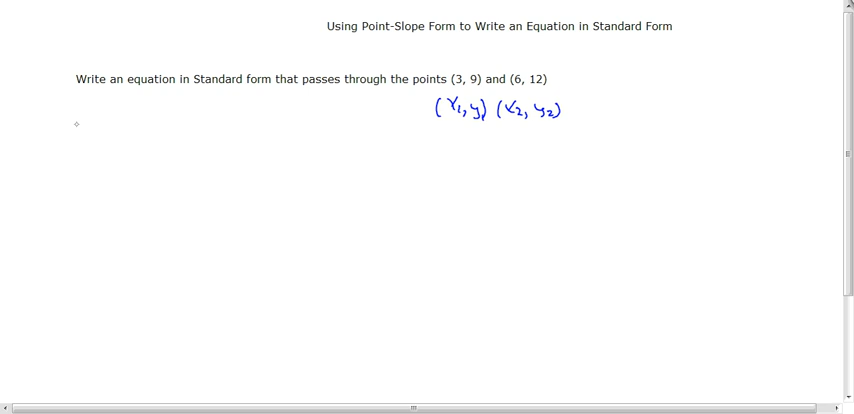 Using Point-Slope Form to Write an Equation in Standard Form
Write an equation in Standard form that passes through the points (3, 9) and (6, 12)
(x₁, y₁) (x₂, y₂)